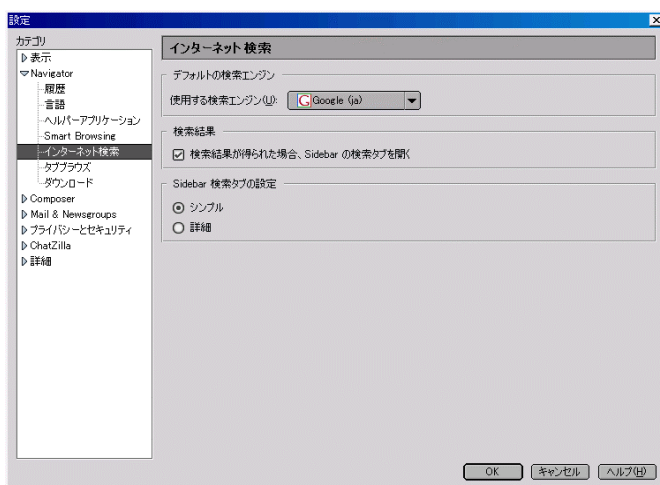 設定
カテゴリ
表示
Navigator
履歴
言語
ヘルパーアプリケーション
Smart Browsing
インターネット検索
タブブラウズ
ダウンロード
Composer
Mail & Newsgroups
プライバシーとセキュリティ
ChatZilla
詳細
インターネット検索
デフォルトの検索エンジン
使用する検索エンジン(U): Google (ja)
検索結果
検索結果が得られた場合、Sidebar の検索タブを開く
Sidebar 検索タブの設定
シンプル
詳細
OK キャンセル ヘルプ(H)